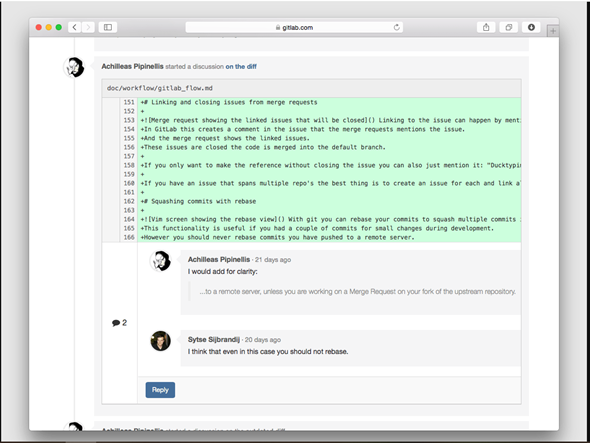 gitlab.com
Achilleas Pipinellis started a discussion on the diff
doc/workflow/gitlab_flow.md
151 +# Linking and closing issues from merge requests
152 +
153 +![Merge request showing the linked issues that will be closed]() Linking to the issue can happen by menti
154 +In GitLab this creates a comment in the issue that the merge requests mentions the issue.
155 +And the merge request shows the linked issues.
156 +These issues are closed the code is merged into the default branch.
157 +
158 +If you only want to make the reference without closing the issue you can also just mention it: "Ducktypin
159 +
160 +If you have an issue that spans multiple repo's the best thing is to create an issue for each and link al
161 +
162 +# Squashing commits with rebase
163 +
164 +![Vim screen showing the rebase view]() With git you can rebase your commits to squash multiple commits
165 +This functionality is useful if you had a couple of commits for small changes during development.
166 +However you should never rebase commits you have pushed to a remote server.
Achilleas Pipinellis · 21 days ago
I would add for clarity:
...to a remote server, unless you are working on a Merge Request on your fork of the upstream repository.
2
Sytse Sijbrandij · 20 days ago
I think that even in this case you should not rebase.
Reply
Achilleas Pipinellis started a discussion on the outdated diff